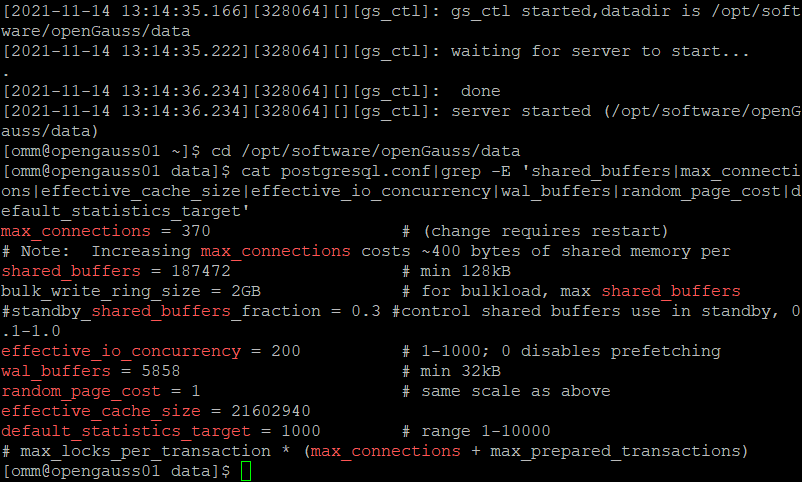 [2021-11-14 13:14:35.166][328064][][gs_ctl]: gs_ctl started,datadir is /opt/soft
ware/openGauss/data
[2021-11-14 13:14:35.222][328064][][gs_ctl]: waiting for server to start...
.
[2021-11-14 13:14:36.234][328064][][gs_ctl]:  done
[2021-11-14 13:14:36.234][328064][][gs_ctl]: server started (/opt/software/openG
auss/data)
[omm@opengauss01 ~]$ cd /opt/software/openGauss/data
[omm@opengauss01 data]$ cat postgresql.conf|grep -E 'shared_buffers|max_connecti
ons|effective_cache_size|effective_io_concurrency|wal_buffers|random_page_cost|d
efault_statistics_target'
max_connections = 370                   # (change requires restart)
# Note:  Increasing max_connections costs ~400 bytes of shared memory per
shared_buffers = 187472                 # min 128kB
bulk_write_ring_size = 2GB              # for bulkload, max shared_buffers
#standby_shared_buffers_fraction = 0.3 #control shared buffers use in standby, 0
.1-1.0
effective_io_concurrency = 200          # 1-1000; 0 disables prefetching
wal_buffers = 5858                      # min 32kB
random_page_cost = 1                    # same scale as above
effective_cache_size = 21602940
default_statistics_target = 1000        # range 1-10000
# max_locks_per_transaction * (max_connections + max_prepared_transactions)
[omm@opengauss01 data]$